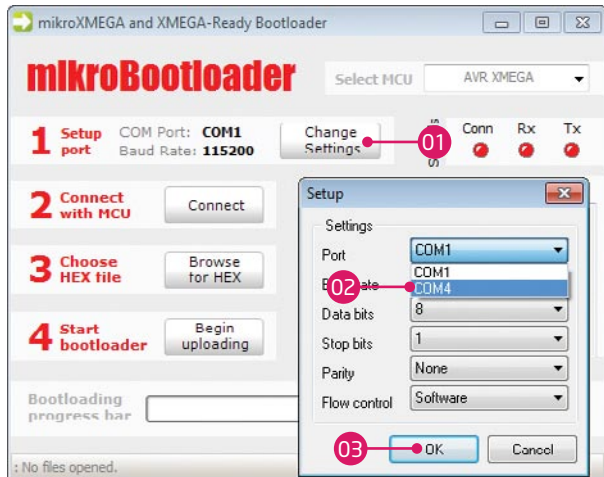 mikroXMEGA and XMEGA-Ready Bootloader
mikroBootloader
Select MCU
AVR XMEGA
1 Setup port
COM Port: COM1
Baud Rate: 115200
Change Settings
01
Conn Rx Tx
2 Connect with MCU
Connect
3 Choose HEX file
Browse for HEX
4 Start bootloader
Begin uploading
Bootloading progress bar
: No files opened.
Setup
Settings
Port
COM1
COM1
02
COM4
Data bits
8
Stop bits
1
Parity
None
Flow control
Software
03
OK
Cancel